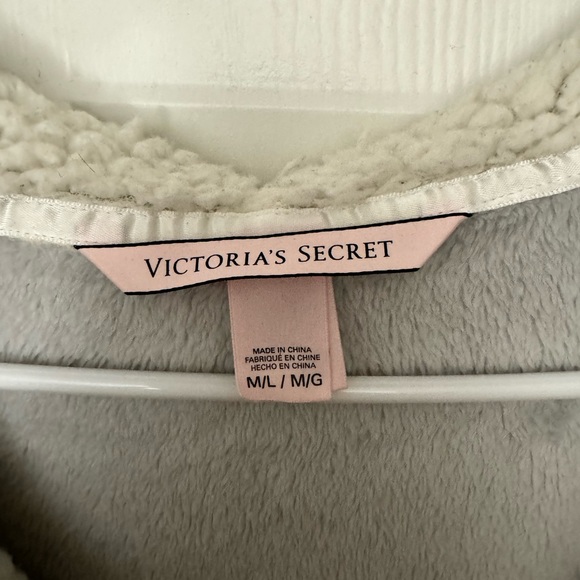 VICTORIA'S SECRET
MADE IN CHINA
FABRIQUÉ EN CHINE
HECHO EN CHINA
M/L / M/G